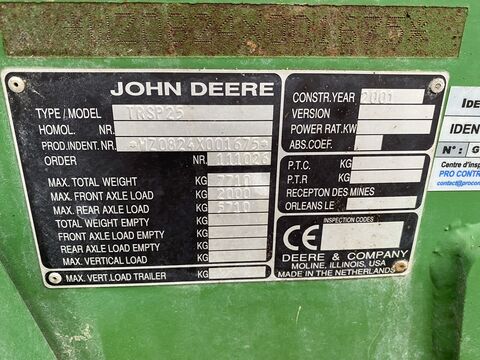 JOHN DEERE
TYPE / MODEL TRSP25
HOMOL. NR.
PROD.INDENT. NR. *MZ0824X001675*
ORDER NR. 111026
MAX. TOTAL WEIGHT KG 7710
MAX. FRONT AXLE LOAD KG 2000
MAX. REAR AXLE LOAD KG 5710
TOTAL WEIGHT EMPTY KG
FRONT AXLE LOAD EMPTY KG
REAR AXLE LOAD EMPTY KG
MAX. VERTICAL LOAD KG
MAX. VERT.LOAD TRAILER KG
CONSTR.YEAR 2001
VERSION
POWER RAT.KW
ABS.COEF.
P.T.C. KG
P.T.R KG
RECEPTON DES MINES
ORLEANS LE
INSPECTION CODES
CE
DEERE & COMPANY
MOLINE, ILLINOIS, USA
MADE IN THE NETHERLANDS
IDE
IDEN
N° : G
Centre d'insp
PRO CONTR
contact@procont